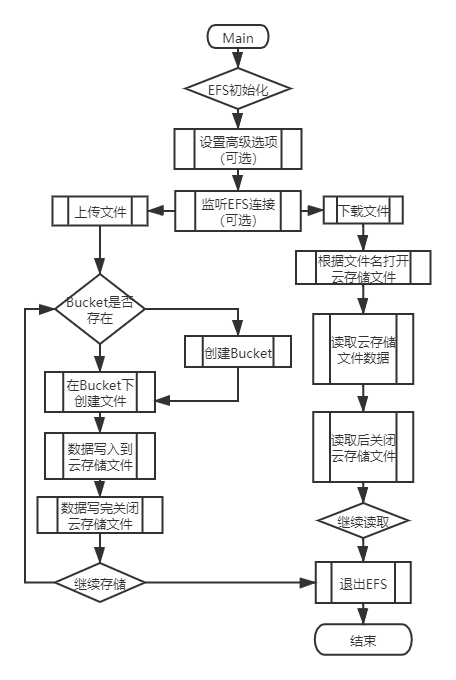 Main
EFS初始化
设置高级选项
（可选）
监听EFS连接
（可选）
上传文件
下载文件
根据文件名打开
云存储文件
Bucket是否
存在
创建Bucket
读取云存储
文件数据
在Bucket下
创建文件
数据写入到
云存储文件
读取后关闭
云存储文件
数据写完关闭
云存储文件
继续读取
继续存储
退出EFS
结束